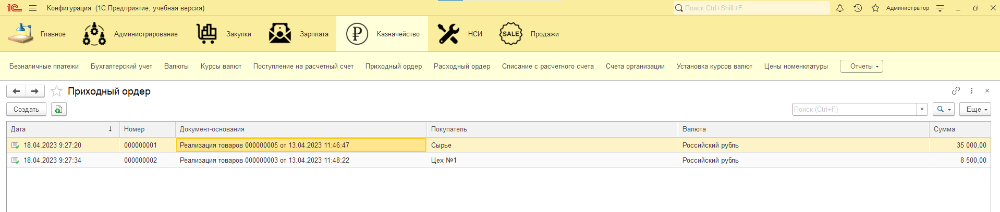 1С Конфигурация (1С:Предприятие, учебная версия) Поиск Ctrl+Shift+F Администратор
Главное Администрирование Закупки Зарплата Казначейство НСИ SALE Продажи
Безналичные платежи Бухгалтерский учет Валюты Курсы валют Поступление на расчетный счет Приходный ордер Расходный ордер Списание с расчетного счета Счета организации Установка курсов валют Цены номенклатуры Отчеты
Приходный ордер
Создать Поиск (Ctrl+F) Еще
Дата Номер Документ-основания Покупатель Валюта Сумма
18.04.2023 9:27:20 000000001 Реализация товаров 000000005 от 13.04.2023 11:46:47 Сырье Российский рубль 35 000,00
18.04.2023 9:27:34 000000002 Реализация товаров 000000003 от 13.04.2023 11:48:22 Цех №1 Российский рубль 8 500,00